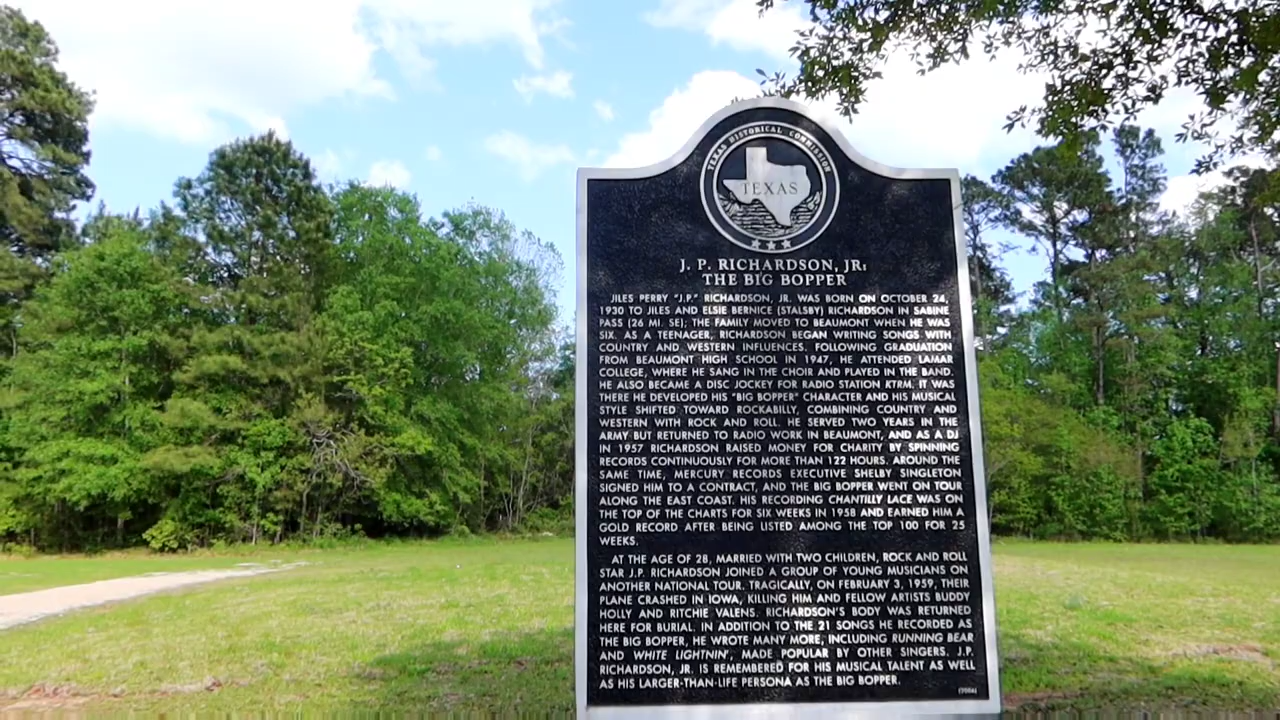 TEXAS HISTORICAL COMMISSION
TEXAS
J. P. RICHARDSON, JR:
THE BIG BOPPER
JILES PERRY "J.P." RICHARDSON, JR. WAS BORN ON OCTOBER 24,
1930 TO JILES AND ELSIE BERNICE (STALSBY) RICHARDSON IN SABINE
PASS (26 MI. SE); THE FAMILY MOVED TO BEAUMONT WHEN HE WAS
SIX. AS A TEENAGER, RICHARDSON BEGAN WRITING SONGS WITH
COUNTRY AND WESTERN INFLUENCES. FOLLOWING GRADUATION
FROM BEAUMONT HIGH SCHOOL IN 1947, HE ATTENDED LAMAR
COLLEGE, WHERE HE SANG IN THE CHOIR AND PLAYED IN THE BAND.
HE ALSO BECAME A DISC JOCKEY FOR RADIO STATION KTRM. IT WAS
THERE HE DEVELOPED HIS "BIG BOPPER" CHARACTER AND HIS MUSICAL
STYLE SHIFTED TOWARD ROCKABILLY, COMBINING COUNTRY AND
WESTERN WITH ROCK AND ROLL. HE SERVED TWO YEARS IN THE
ARMY BUT RETURNED TO RADIO WORK IN BEAUMONT, AND AS A DJ
IN 1957 RICHARDSON RAISED MONEY FOR CHARITY BY SPINNING
RECORDS CONTINUOUSLY FOR MORE THAN 122 HOURS. AROUND THE
SAME TIME, MERCURY RECORDS EXECUTIVE SHELBY SINGLETON
SIGNED HIM TO A CONTRACT, AND THE BIG BOPPER WENT ON TOUR
ALONG THE EAST COAST. HIS RECORDING CHANTILLY LACE WAS ON
THE TOP OF THE CHARTS FOR SIX WEEKS IN 1958 AND EARNED HIM A
GOLD RECORD AFTER BEING LISTED AMONG THE TOP 100 FOR 25
WEEKS.
AT THE AGE OF 28, MARRIED WITH TWO CHILDREN, ROCK AND ROLL
STAR J.P. RICHARDSON JOINED A GROUP OF YOUNG MUSICIANS ON
ANOTHER NATIONAL TOUR. TRAGICALLY, ON FEBRUARY 3, 1959, THEIR
PLANE CRASHED IN IOWA, KILLING HIM AND FELLOW ARTISTS BUDDY
HOLLY AND RITCHIE VALENS. RICHARDSON'S BODY WAS RETURNED
HERE FOR BURIAL. IN ADDITION TO THE 21 SONGS HE RECORDED AS
THE BIG BOPPER, HE WROTE MANY MORE, INCLUDING RUNNING BEAR
AND WHITE LIGHTNIN', MADE POPULAR BY OTHER SINGERS. J.P.
RICHARDSON, JR. IS REMEMBERED FOR HIS MUSICAL TALENT AS WELL
AS HIS LARGER-THAN-LIFE PERSONA AS THE BIG BOPPER.